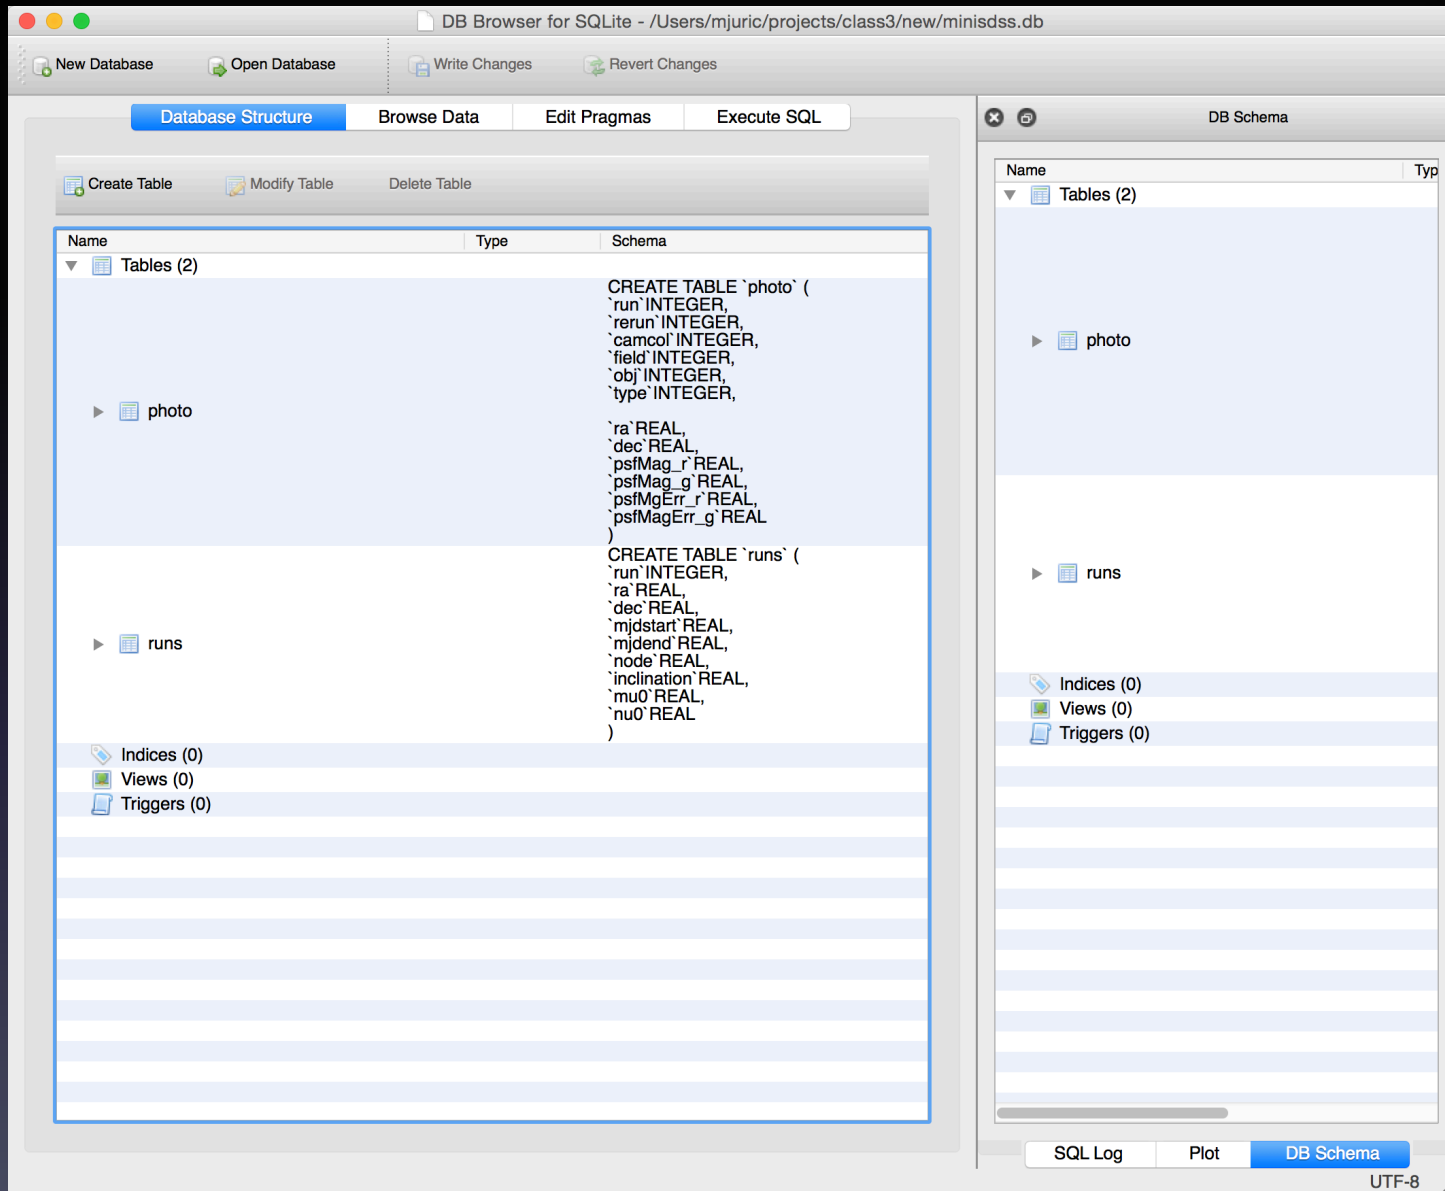 DB Browser for SQLite - /Users/mjuric/projects/class3/new/minisdss.db
New Database Open Database Write Changes Revert Changes
Database Structure Browse Data Edit Pragmas Execute SQL
Create Table Modify Table Delete Table
Name Type Schema
Tables (2)
photo
CREATE TABLE `photo` (
`run`INTEGER,
`rerun`INTEGER,
`camcol`INTEGER,
`field`INTEGER,
`obj`INTEGER,
`type`INTEGER,
`ra`REAL,
`dec`REAL,
`psfMag_r`REAL,
`psfMag_g`REAL,
`psfMgErr_r`REAL,
`psfMagErr_g`REAL
)
runs
CREATE TABLE `runs` (
`run`INTEGER,
`ra`REAL,
`dec`REAL,
`mjdstart`REAL,
`mjdend`REAL,
`node`REAL,
`inclination`REAL,
`mu0`REAL,
`nu0`REAL
)
Indices (0)
Views (0)
Triggers (0)
DB Schema
Name Typ
Tables (2)
photo
runs
Indices (0)
Views (0)
Triggers (0)
SQL Log Plot DB Schema
UTF-8